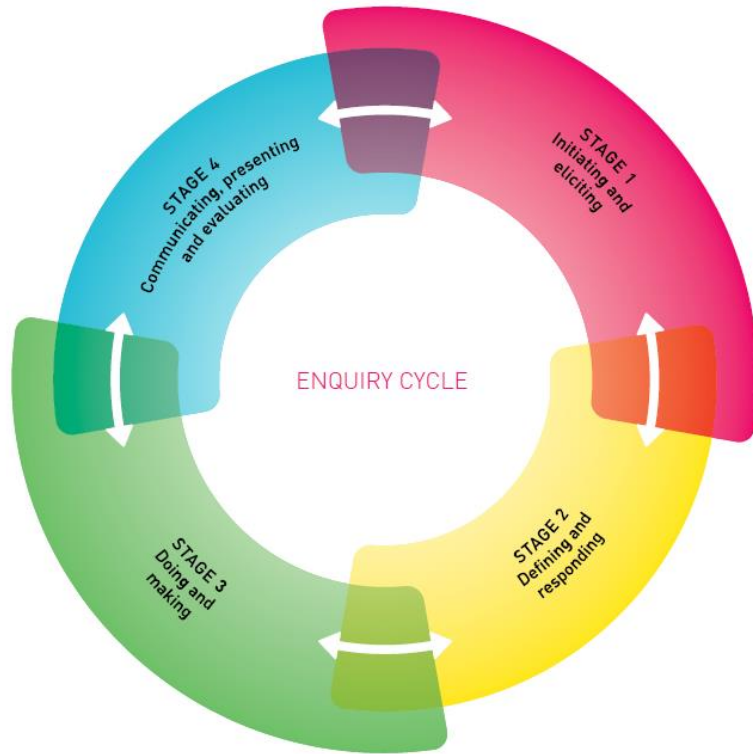 STAGE 1
Initiating and
eliciting
STAGE 2
Defining and
responding
STAGE 3
Doing and
making
STAGE 4
Communicating, presenting
and evaluating
ENQUIRY CYCLE